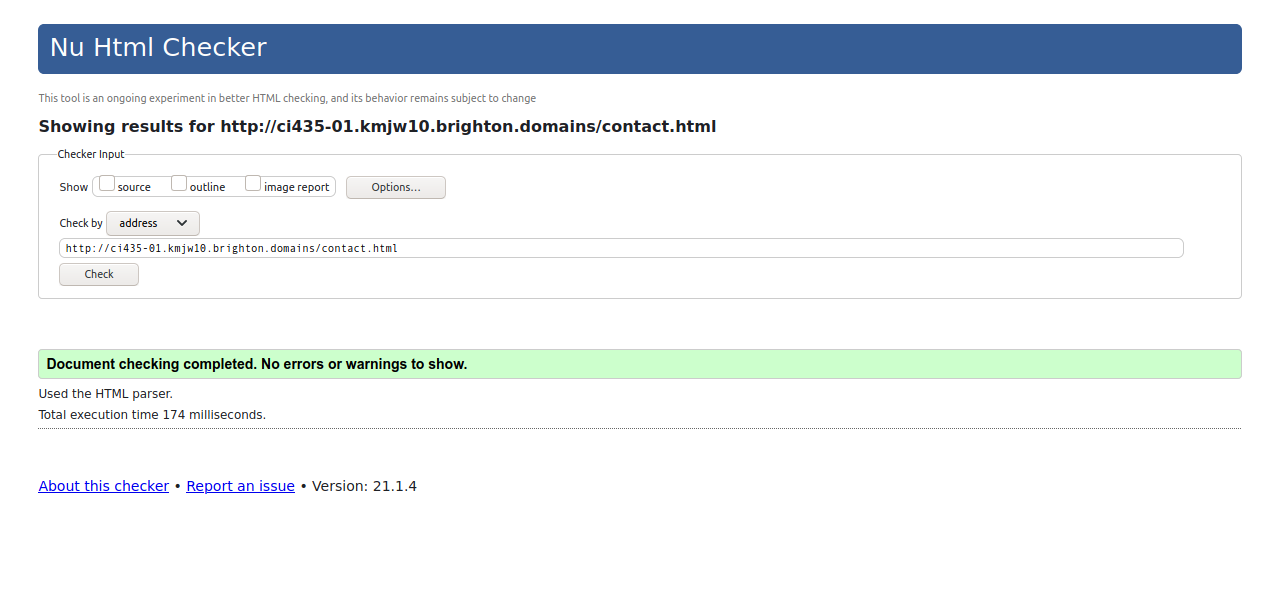 Nu Html Checker
This tool is an ongoing experiment in better HTML checking, and its behavior remains subject to change
Showing results for http://ci435-01.kmjw10.brighton.domains/contact.html
Checker Input
Show source outline image report Options...
Check by address
http://ci435-01.kmjw10.brighton.domains/contact.html
Check
Document checking completed. No errors or warnings to show.
Used the HTML parser.
Total execution time 174 milliseconds.
About this checker • Report an issue • Version: 21.1.4